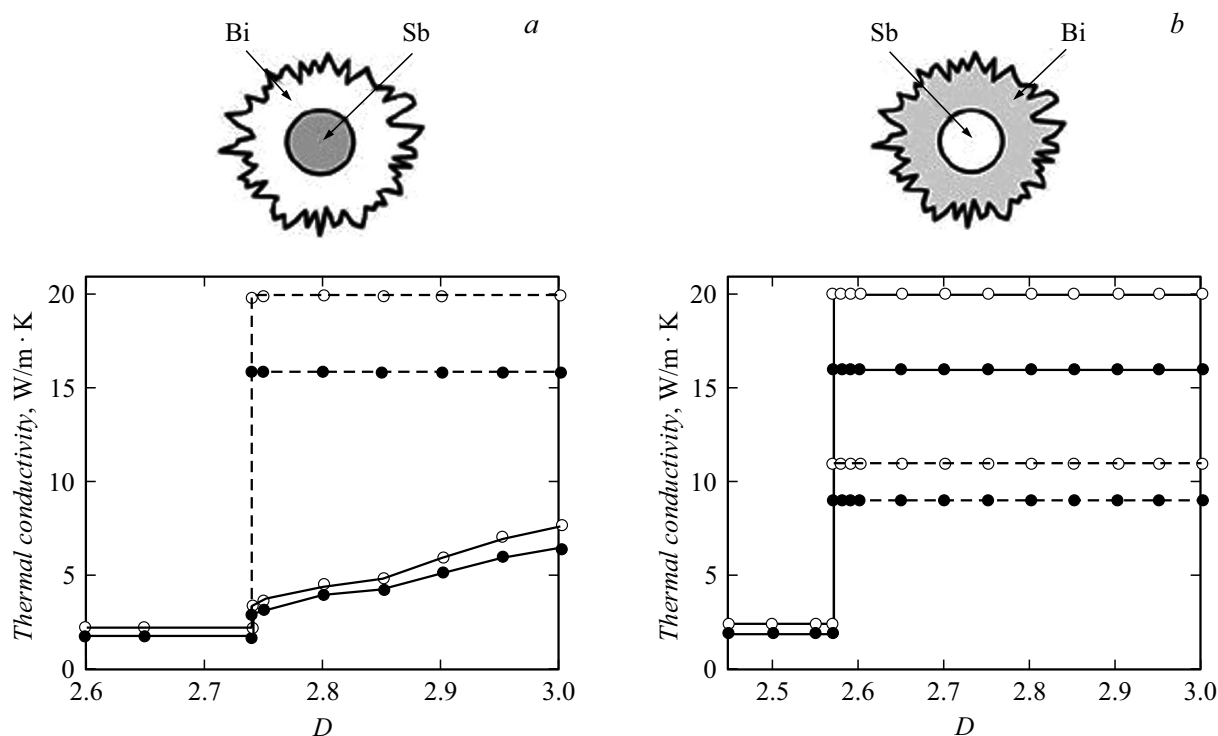 a
Bi
Sb
Thermal conductivity, W/m · K
20
15
10
5
0
2.6
2.7
2.8
2.9
3.0
D
b
Sb
Bi
Thermal conductivity, W/m · K
20
15
10
5
0
2.5
2.6
2.7
2.8
2.9
3.0
D